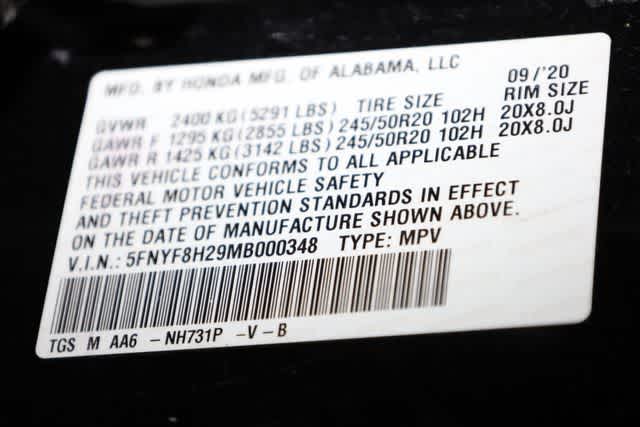 MFD. BY HONDA MFG. OF ALABAMA, LLC 09/'20
GVWR 2400 KG (5291 LBS) TIRE SIZE RIM SIZE
GAWR F 1295 KG (2855 LBS) 245/50R20 102H 20X8.0J
GAWR R 1425 KG (3142 LBS) 245/50R20 102H 20X8.0J
THIS VEHICLE CONFORMS TO ALL APPLICABLE
FEDERAL MOTOR VEHICLE SAFETY
AND THEFT PREVENTION STANDARDS IN EFFECT
ON THE DATE OF MANUFACTURE SHOWN ABOVE.
V.I.N.: 5FNYF8H29MB000348 TYPE: MPV
TGS M AA6 - NH731P -V-B